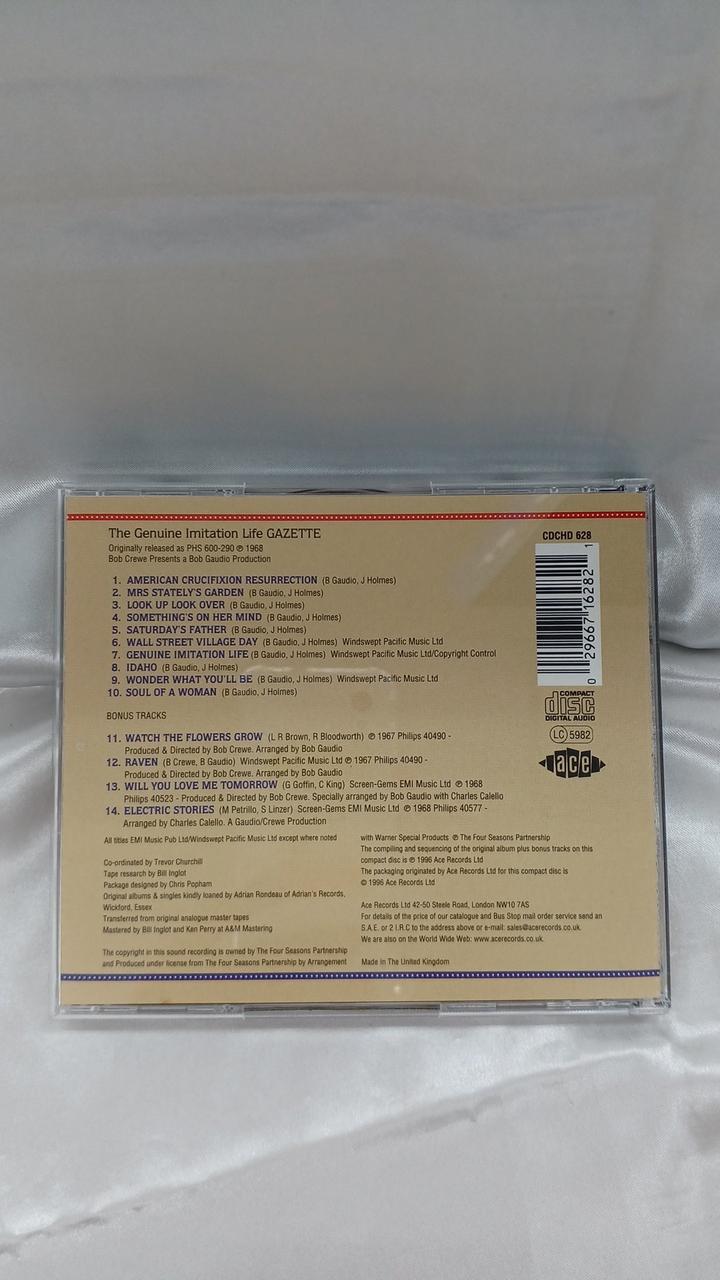 The Genuine Imitation Life GAZETTE
Originally released as PHS 600-290 ℗ 1968
Bob Crewe Presents a Bob Gaudio Production
1. AMERICAN CRUCIFIXION RESURRECTION (B Gaudio, J Holmes)
2. MRS STATELY'S GARDEN (B Gaudio, J Holmes)
3. LOOK UP LOOK OVER (B Gaudio, J Holmes)
4. SOMETHING'S ON HER MIND (B Gaudio, J Holmes)
5. SATURDAY'S FATHER (B Gaudio, J Holmes)
6. WALL STREET VILLAGE DAY (B Gaudio, J Holmes) Windswept Pacific Music Ltd
7. GENUINE IMITATION LIFE (B Gaudio, J Holmes) Windswept Pacific Music Ltd/Copyright Control
8. IDAHO (B Gaudio, J Holmes)
9. WONDER WHAT YOU'LL BE (B Gaudio, J Holmes) Windswept Pacific Music Ltd
10. SOUL OF A WOMAN (B Gaudio, J Holmes)
BONUS TRACKS
11. WATCH THE FLOWERS GROW (L R Brown, R Bloodworth) ℗ 1967 Philips 40490 -
Produced & Directed by Bob Crewe. Arranged by Bob Gaudio
12. RAVEN (B Crewe, B Gaudio) Windswept Pacific Music Ltd ℗ 1967 Philips 40490 -
Produced & Directed by Bob Crewe. Arranged by Bob Gaudio
13. WILL YOU LOVE ME TOMORROW (G Goffin, C King) Screen-Gems EMI Music Ltd ℗ 1968
Philips 40523 - Produced & Directed by Bob Crewe. Specially arranged by Bob Gaudio with Charles Calello
14. ELECTRIC STORIES (M Petrillo, S Linzer) Screen-Gems EMI Music Ltd ℗ 1968 Philips 40577 -
Arranged by Charles Calello. A Gaudio/Crewe Production
All titles EMI Music Pub Ltd/Windswept Pacific Music Ltd except where noted
Co-ordinated by Trevor Churchill
Tape research by Bill Inglot
Package designed by Chris Popham
Original albums & singles kindly loaned by Adrian Rondeau of Adrian's Records,
Wickford, Essex
Transferred from original analogue master tapes
Mastered by Bill Inglot and Ken Perry at A&M Mastering
The copyright in this sound recording is owned by The Four Seasons Partnership
and Produced under license from The Four Seasons Partnership by Arrangement
with Warner Special Products ℗ The Four Seasons Partnership
The compiling and sequencing of the original album plus bonus tracks on this
compact disc is ℗ 1996 Ace Records Ltd
The packaging originated by Ace Records Ltd for this compact disc is
© 1996 Ace Records Ltd
Ace Records Ltd 42-50 Steele Road, London NW10 7AS
For details of the price of our catalogue and Bus Stop mail order service send an
S.A.E. or 2 I.R.C to the address above or e-mail: sales@acerecords.co.uk.
We are also on the World Wide Web: www.acerecords.co.uk.
Made in The United Kingdom
CDCHD 628
0 29667 16282 1
COMPACT
disc
DIGITAL AUDIO
LC 5982
ace